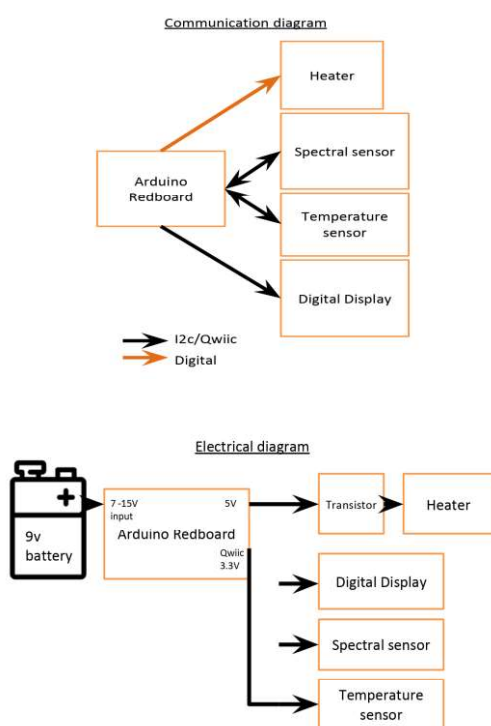 Communication diagram
Heater
Spectral sensor
Arduino
Redboard
Temperature
sensor
Digital Display
I2c/Qwiic
Digital
Electrical diagram
9v
battery
7 -15V
input
5V
Arduino Redboard
Qwiic
3.3V
Transistor
Heater
Digital Display
Spectral sensor
Temperature
sensor